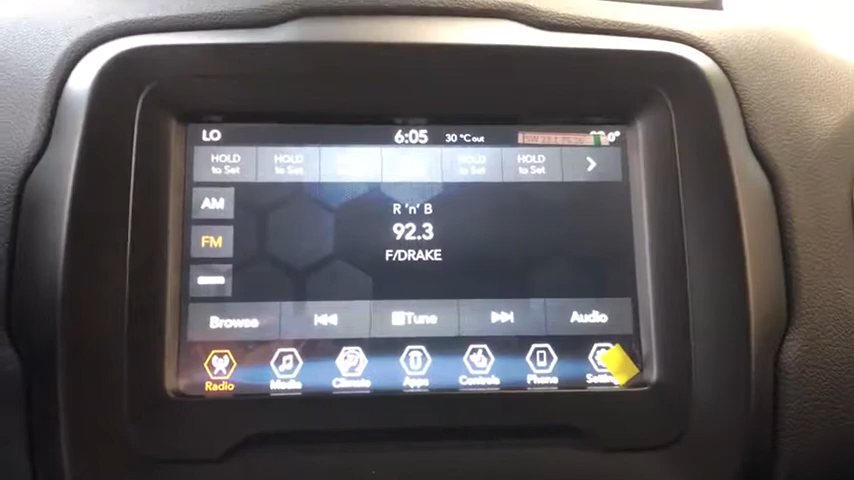 LO 6:05 30°C out
HOLD to Set HOLD to Set HOLD to Set HOLD to Set
AM
FM
R 'n' B
92.3
F/DRAKE
Browse Tune Audio
Radio Media Climate Apps Controls Phone